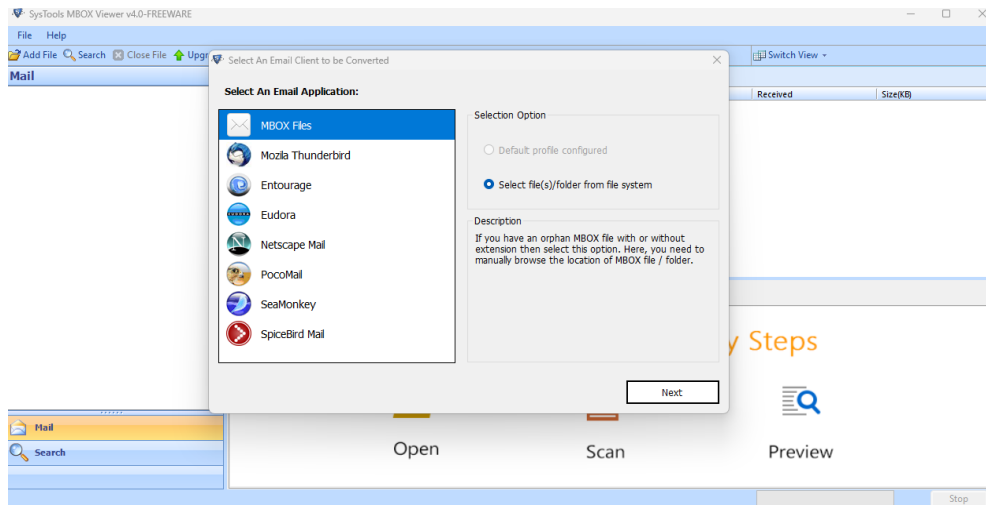 SysTools MBOX Viewer v4.0-FREEWARE
File Help
Add File Search Close File Upgr
Switch View
Mail
Received Size(KB)
Select An Email Client to be Converted
Select An Email Application:
MBOX Files
Mozilla Thunderbird
Entourage
Eudora
Netscape Mail
PocoMail
SeaMonkey
SpiceBird Mail
Selection Option
Default profile configured
Select file(s)/folder from file system
Description
If you have an orphan MBOX file with or without
extension then select this option. Here, you need to
manually browse the location of MBOX file / folder.
Next
y Steps
Open Scan Preview
Mail
Search
Stop